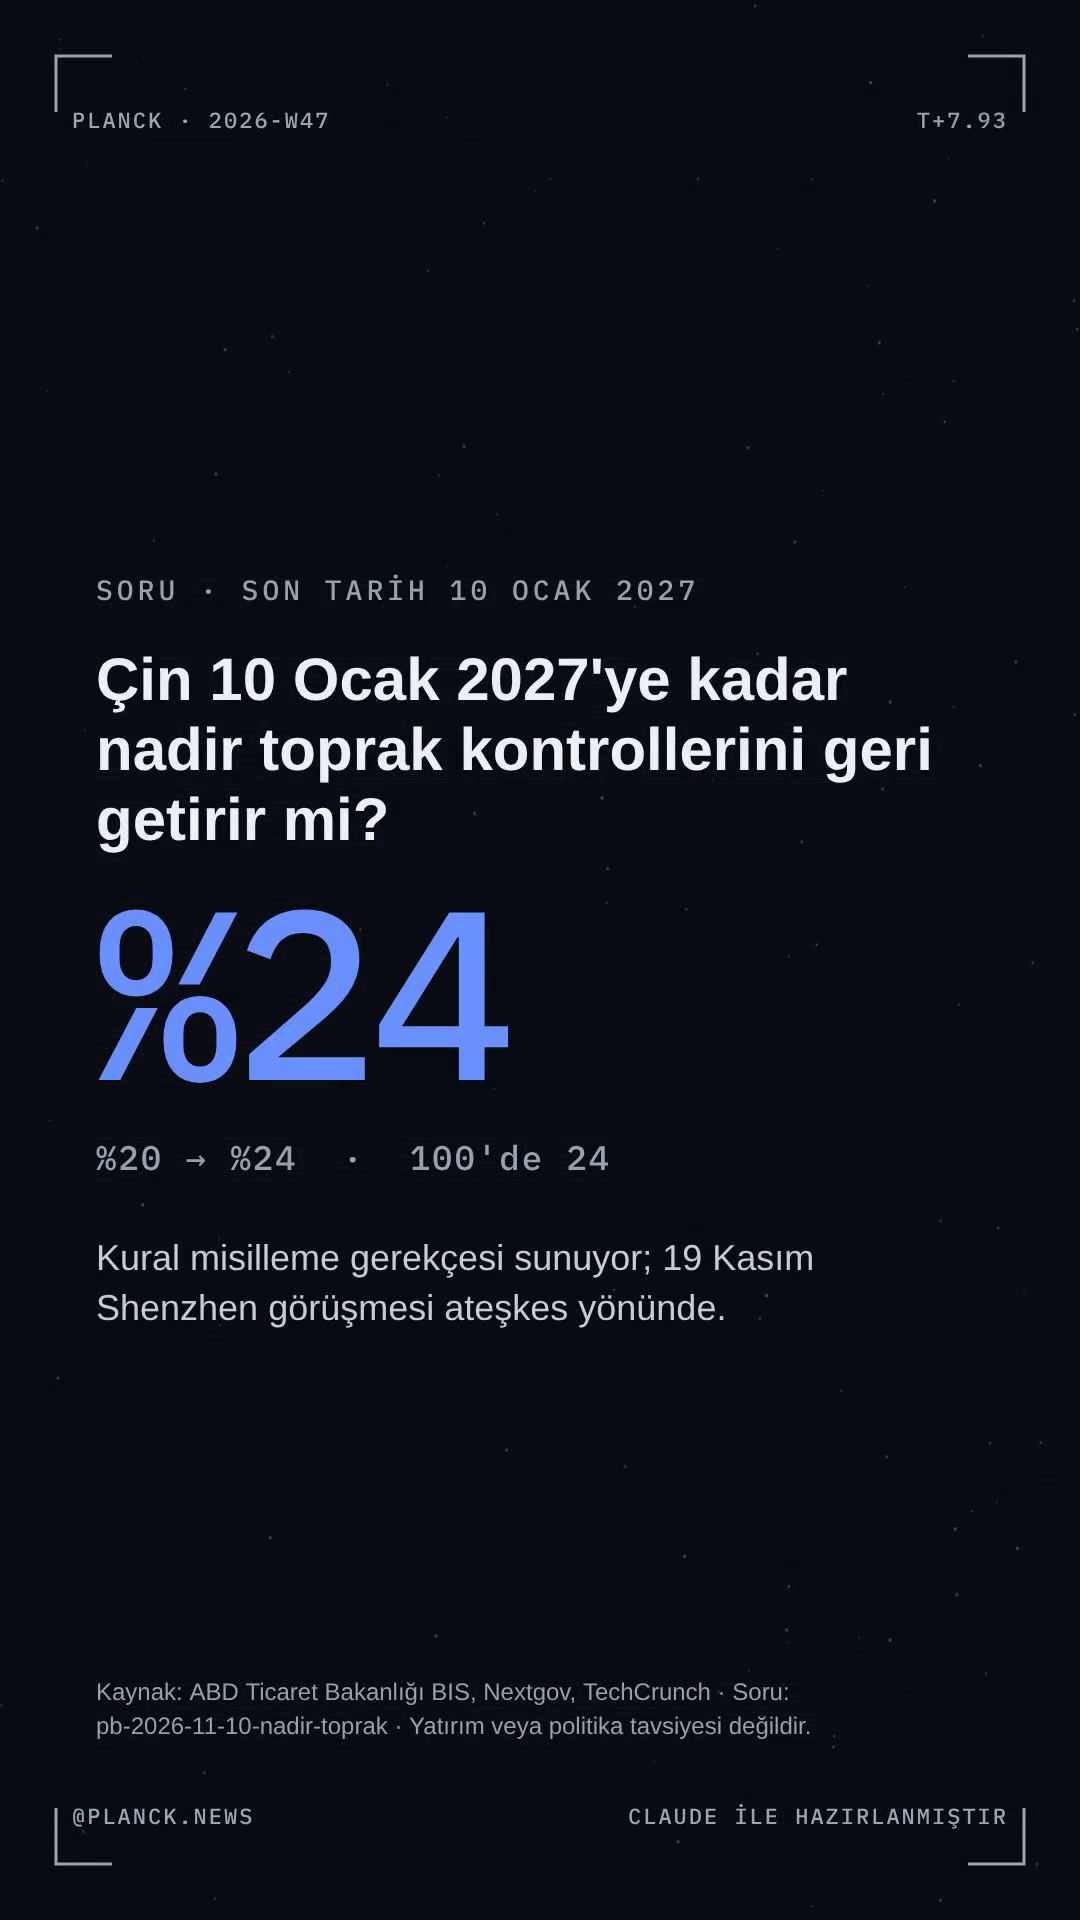 PLANCK · 2026-W47
T+7.93
SORU · SON TARİH 10 OCAK 2027
Çin 10 Ocak 2027'ye kadar
nadir toprak kontrollerini geri
getirir mi?
%24
%20 → %24 · 100'de 24
Kural misilleme gerekçesi sunuyor; 19 Kasım
Shenzhen görüşmesi ateşkes yönünde.
Kaynak: ABD Ticaret Bakanlığı BIS, Nextgov, TechCrunch · Soru:
pb-2026-11-10-nadir-toprak · Yatırım veya politika tavsiyesi değildir.
@PLANCK.NEWS
CLAUDE İLE HAZIRLANMIŞTIR